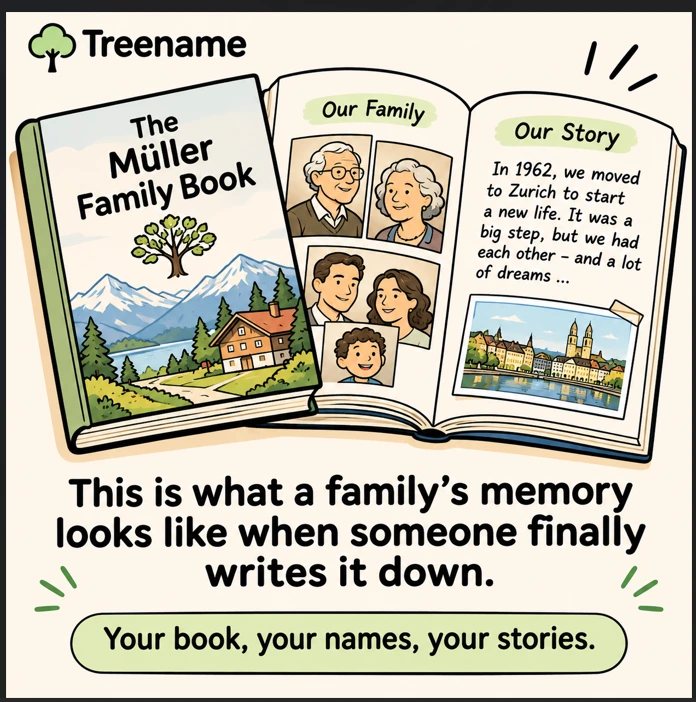 Treename
The
Müller
Family Book
Our Family
Our Story
In 1962, we moved
to Zurich to start
a new life. It was a
big step, but we had
each other – and a lot
of dreams ...
This is what a family’s memory
looks like when someone finally
writes it down.
Your book, your names, your stories.